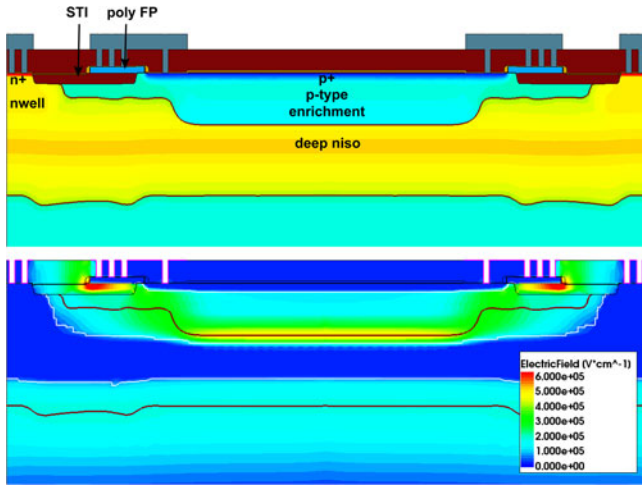 STI poly FP
n+ p+
nwell p-type
enrichment
deep niso
ElectricField (V*cm^-1)
6.000e+05
5.000e+05
4.000e+05
3.000e+05
2.000e+05
1.000e+05
0.000e+00